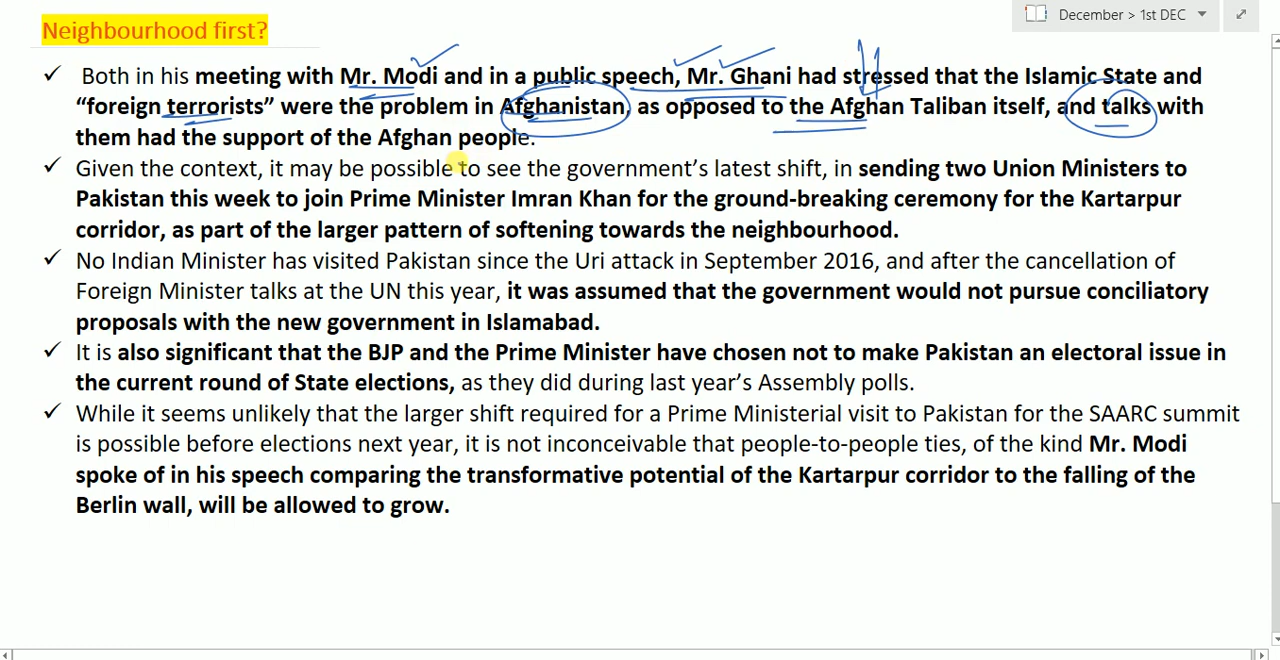 December > 1st DEC
Neighbourhood first?
✓ Both in his meeting with Mr. Modi and in a public speech, Mr. Ghani had stressed that the Islamic State and
“foreign terrorists” were the problem in Afghanistan, as opposed to the Afghan Taliban itself, and talks with
them had the support of the Afghan people.
✓ Given the context, it may be possible to see the government’s latest shift, in sending two Union Ministers to
Pakistan this week to join Prime Minister Imran Khan for the ground-breaking ceremony for the Kartarpur
corridor, as part of the larger pattern of softening towards the neighbourhood.
✓ No Indian Minister has visited Pakistan since the Uri attack in September 2016, and after the cancellation of
Foreign Minister talks at the UN this year, it was assumed that the government would not pursue conciliatory
proposals with the new government in Islamabad.
✓ It is also significant that the BJP and the Prime Minister have chosen not to make Pakistan an electoral issue in
the current round of State elections, as they did during last year’s Assembly polls.
✓ While it seems unlikely that the larger shift required for a Prime Ministerial visit to Pakistan for the SAARC summit
is possible before elections next year, it is not inconceivable that people-to-people ties, of the kind Mr. Modi
spoke of in his speech comparing the transformative potential of the Kartarpur corridor to the falling of the
Berlin wall, will be allowed to grow.